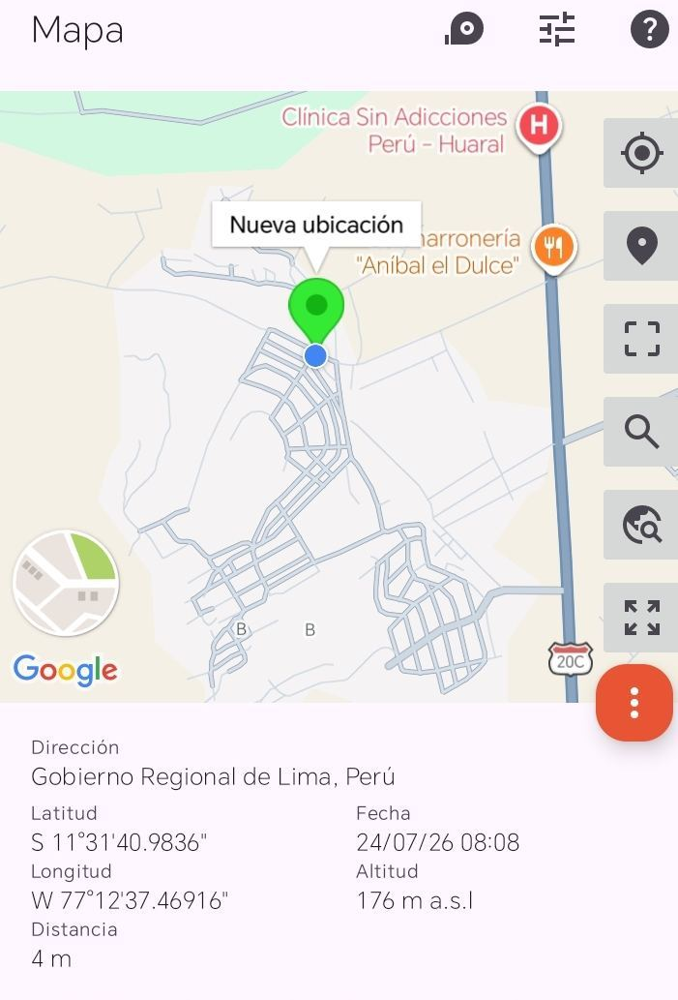 Mapa
Clínica Sin Adicciones
Perú - Huaral
H
Nueva ubicación
harronería
"Aníbal el Dulce"
B
B
20C
Google
Dirección
Gobierno Regional de Lima, Perú
Latitud
S 11°31'40.9836"
Fecha
24/07/26 08:08
Longitud
W 77°12'37.46916"
Altitud
176 m a.s.l
Distancia
4 m